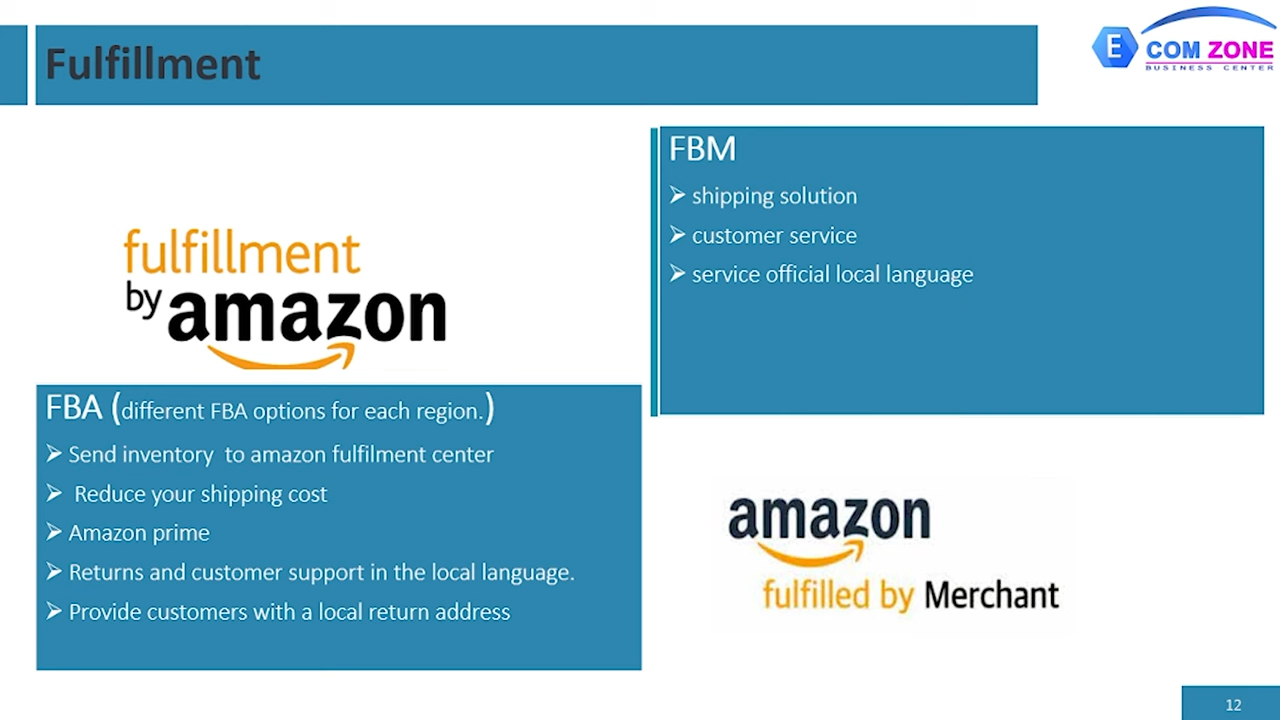 Fulfillment
E COM ZONE
BUSINESS CENTER
fulfillment
by amazon
FBA (different FBA options for each region.)
Send inventory  to amazon fulfilment center
Reduce your shipping cost
Amazon prime
Returns and customer support in the local language.
Provide customers with a local return address
FBM
shipping solution
customer service
service official local language
amazon
fulfilled by Merchant
12